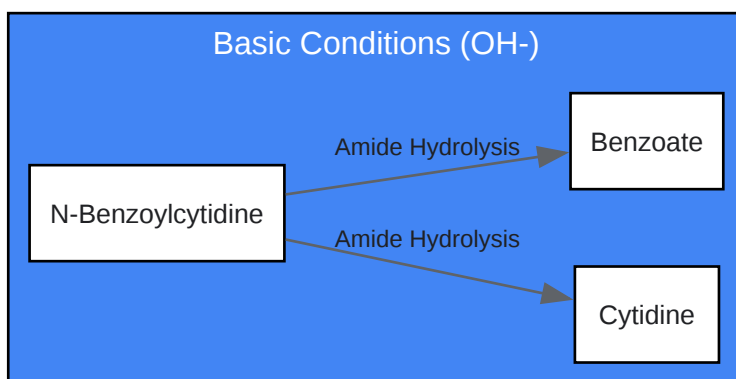 Basic Conditions (OH-)
Amide Hydrolysis
Benzoate
N-Benzoylcytidine
Amide Hydrolysis
Cytidine